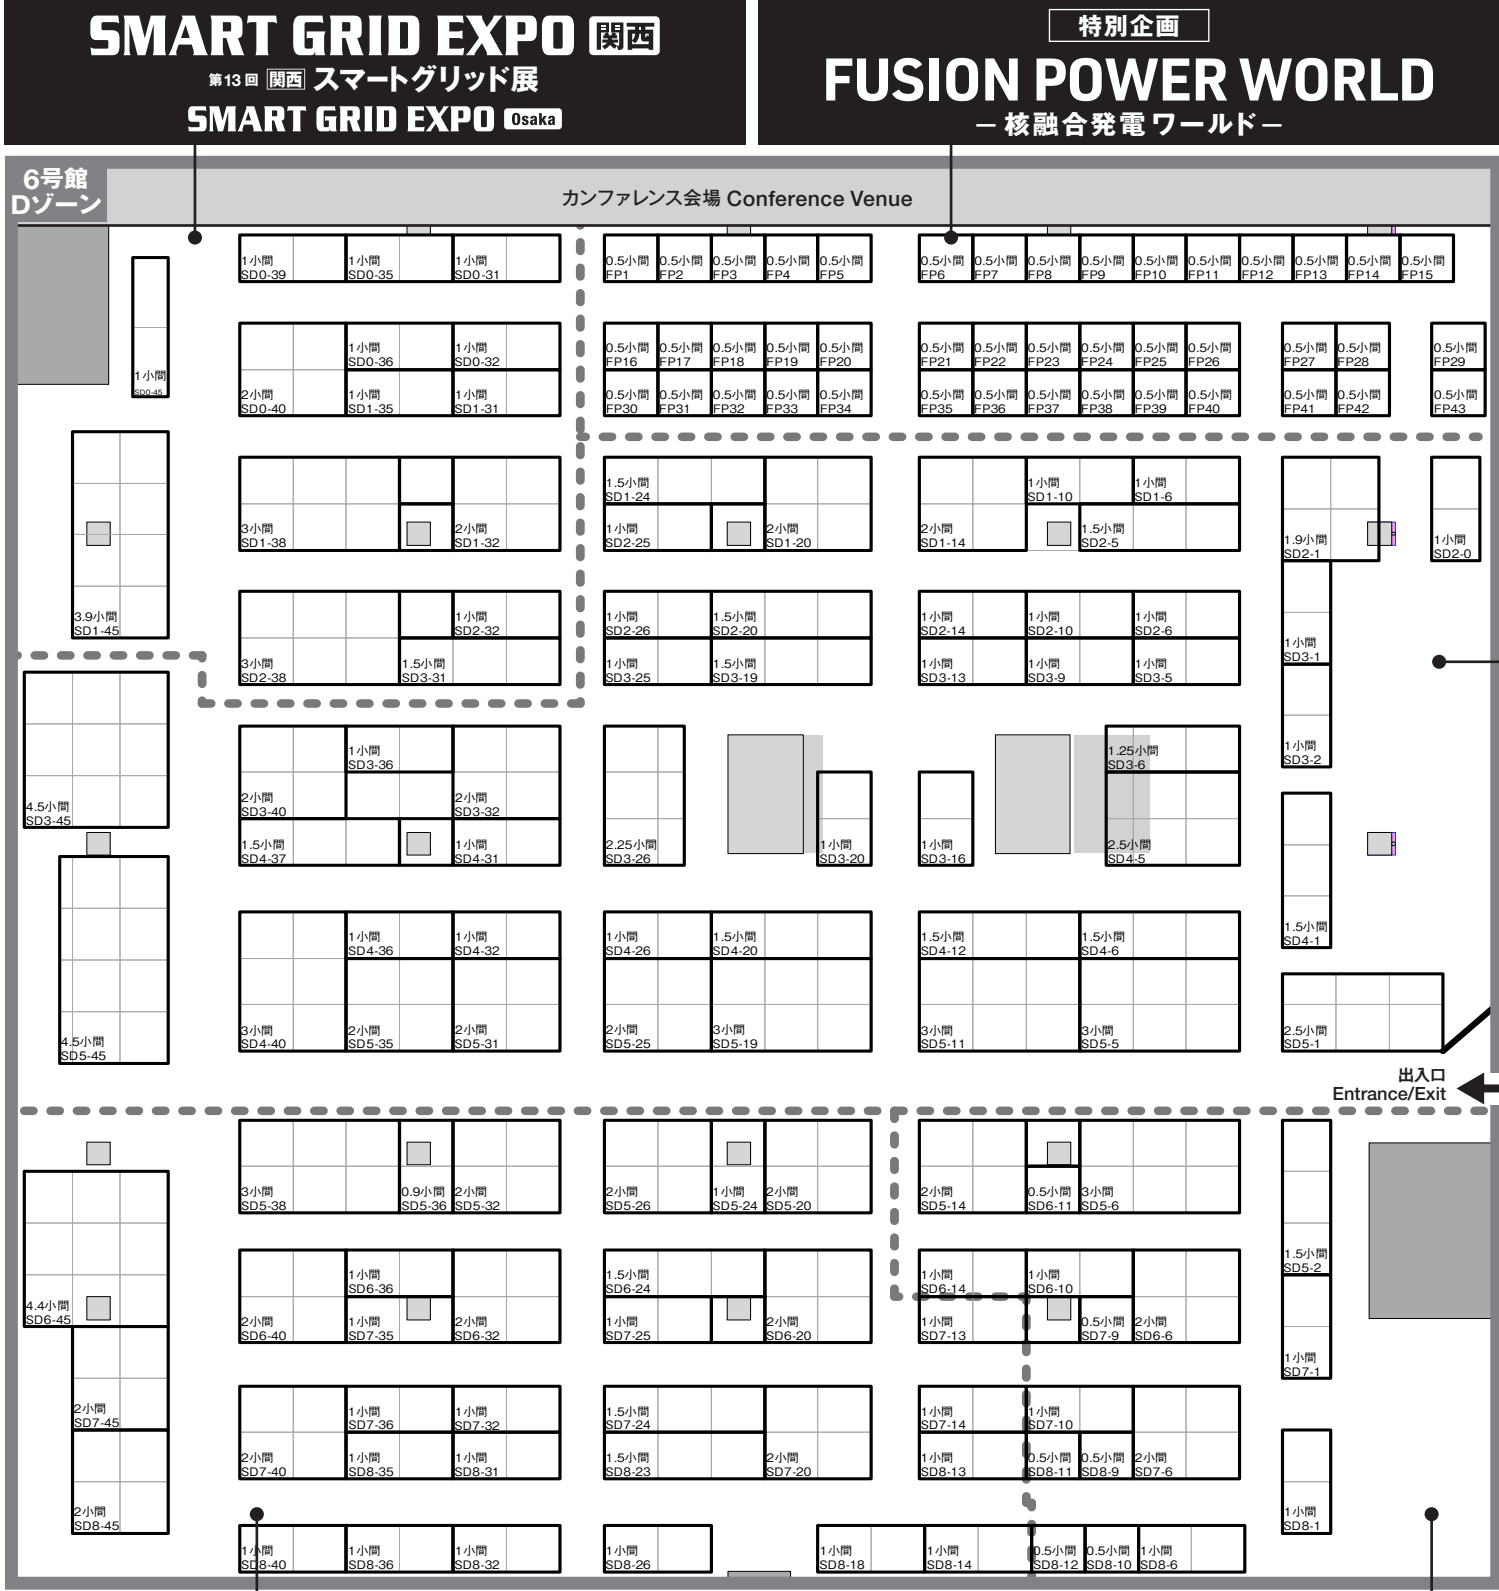 SMART GRID EXPO 関西
第13回 関西 スマートグリッド展
SMART GRID EXPO Osaka
特別企画
FUSION POWER WORLD
ー 核融合発電 ワールド ー
6号館
Dゾーン
カンファレンス会場 Conference Venue
1小間 1小間 1小間 0.5小間 0.5小間 0.5小間 0.5小間 0.5小間 0.5小間 0.5小間 0.5小間 0.5小間 0.5小間 0.5小間 0.5小間 0.5小間 0.5小間 0.5小間
SD0-39 SD0-35 SD0-31 FP1 FP2 FP3 FP4 FP5 FP6 FP7 FP8 FP9 FP10 FP11 FP12 FP13 FP14 FP15
1小間 1小間 0.5小間 0.5小間 0.5小間 0.5小間 0.5小間 0.5小間 0.5小間 0.5小間 0.5小間 0.5小間 0.5小間 0.5小間 0.5小間 0.5小間
SD0-36 SD0-32 FP16 FP17 FP18 FP19 FP20 FP21 FP22 FP23 FP24 FP25 FP26 FP27 FP28 FP29
1小間
SD0-45
2小間 1小間 1小間 0.5小間 0.5小間 0.5小間 0.5小間 0.5小間 0.5小間 0.5小間 0.5小間 0.5小間 0.5小間 0.5小間 0.5小間 0.5小間 0.5小間
SD0-40 SD1-35 SD1-31 FP30 FP31 FP32 FP33 FP34 FP35 FP36 FP37 FP38 FP39 FP40 FP41 FP42 FP43
1.5小間 1小間 1小間
SD1-24 SD1-10 SD1-6
3小間 2小間 1小間 2小間 2小間 1.5小間 1.9小間 1小間
SD1-38 SD1-32 SD2-25 SD1-20 SD1-14 SD2-5 SD2-1 SD2-0
3.9小間 1小間 1小間 1.5小間 1小間 1小間 1小間
SD1-45 SD2-32 SD2-26 SD2-20 SD2-14 SD2-10 SD2-6
1小間
SD3-1
3小間 1.5小間 1小間 1.5小間 1小間 1小間 1小間
SD2-38 SD3-31 SD3-25 SD3-19 SD3-13 SD3-9 SD3-5
1小間 1.25小間 1小間
SD3-36 SD3-6 SD3-2
4.5小間 2小間 2小間
SD3-45 SD3-40 SD3-32
1.5小間 1小間 2.25小間 1小間 1小間 2.5小間
SD4-37 SD4-31 SD3-26 SD3-20 SD3-16 SD4-5
1小間 1小間 1小間 1.5小間 1.5小間 1.5小間 1.5小間
SD4-36 SD4-32 SD4-26 SD4-20 SD4-12 SD4-6 SD4-1
4.5小間 3小間 2小間 2小間 2小間 3小間 3小間 3小間 2.5小間
SD5-45 SD4-40 SD5-35 SD5-31 SD5-25 SD5-19 SD5-11 SD5-5 SD5-1
出入口
Entrance/Exit
3小間 0.9小間 2小間 2小間 1小間 2小間 2小間 0.5小間 3小間
SD5-38 SD5-36 SD5-32 SD5-26 SD5-24 SD5-20 SD5-14 SD6-11 SD5-6
1.5小間
SD5-2
1小間 1.5小間 1小間 1小間
SD6-36 SD6-24 SD6-14 SD6-10
4.4小間 2小間 1小間 2小間 1小間 2小間 1小間 0.5小間 2小間
SD6-45 SD6-40 SD7-35 SD6-32 SD7-25 SD6-20 SD7-13 SD7-9 SD6-6
1小間
SD7-1
2小間 1小間 1小間 1.5小間 1小間 1小間
SD7-45 SD7-36 SD7-32 SD7-24 SD7-14 SD7-10
2小間 1小間 1小間 1.5小間 2小間 1小間 0.5小間 0.5小間 2小間
SD7-40 SD8-35 SD8-31 SD8-23 SD7-20 SD8-13 SD8-11 SD8-9 SD7-6
2小間 1小間
SD8-45 SD8-1
1小間 1小間 1小間 1小間 1小間 1小間 0.5小間 0.5小間 1小間
SD8-40 SD8-36 SD8-32 SD8-26 SD8-18 SD8-14 SD8-12 SD8-10 SD8-6